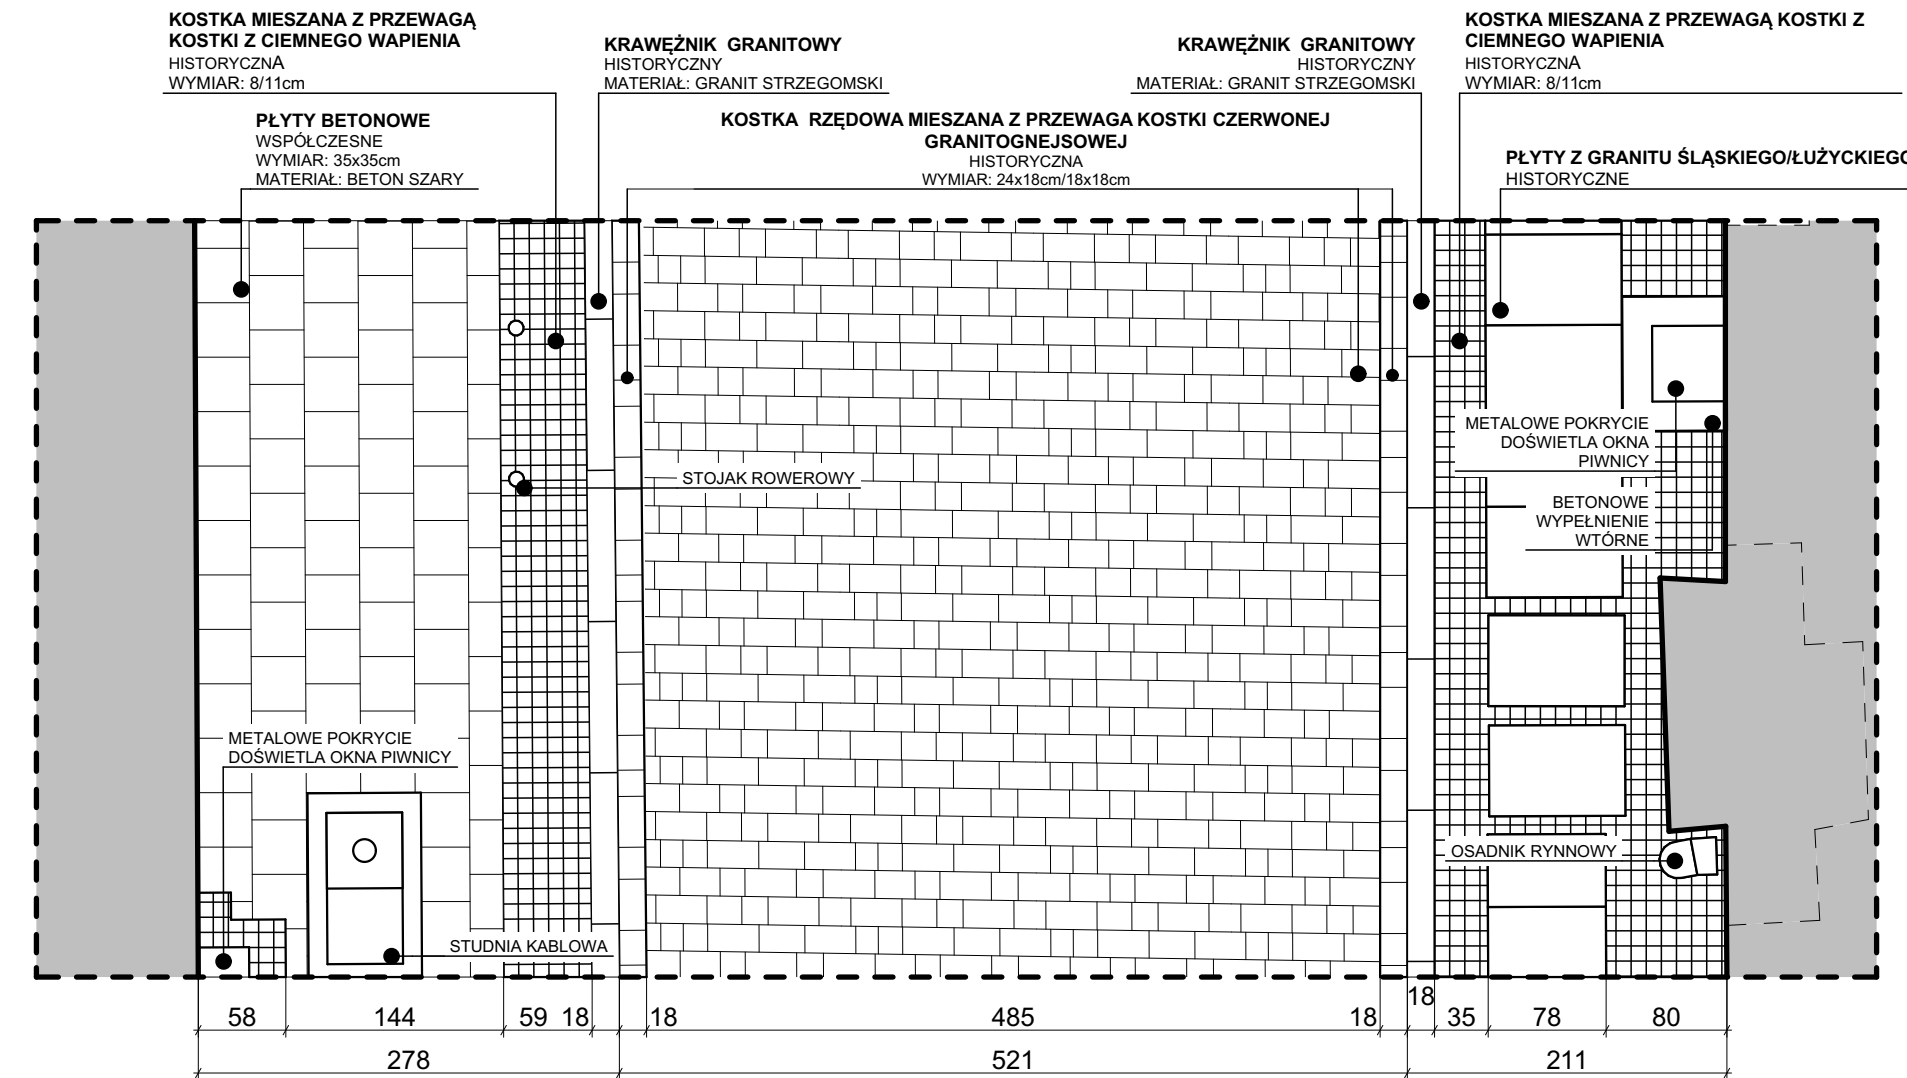 KOSTKA MIESZANA Z PRZEWAGĄ
KOSTKI Z CIEMNEGO WAPIENIA
HISTORYCZNA
WYMIAR: 8/11cm
KRAWĘŻNIK GRANITOWY
HISTORYCZNY
MATERIAŁ: GRANIT STRZEGOMSKI
KRAWĘŻNIK GRANITOWY
HISTORYCZNY
MATERIAŁ: GRANIT STRZEGOMSKI
KOSTKA MIESZANA Z PRZEWAGĄ KOSTKI Z
CIEMNEGO WAPIENIA
HISTORYCZNA
WYMIAR: 8/11cm
PŁYTY BETONOWE
WSPÓŁCZESNE
WYMIAR: 35x35cm
MATERIAŁ: BETON SZARY
KOSTKA RZĘDOWA MIESZANA Z PRZEWAGA KOSTKI CZERWONEJ
GRANITOGNEJSOWEJ
HISTORYCZNA
WYMIAR: 24x18cm/18x18cm
PŁYTY Z GRANITU ŚLĄSKIEGO/ŁUŻYCKIEGO
HISTORYCZNE
METALOWE POKRYCIE
DOŚWIETLA OKNA
PIWNICY
STOJAK ROWEROWY
BETONOWE
WYPEŁNIENIE
WTÓRNE
METALOWE POKRYCIE
DOŚWIETLA OKNA PIWNICY
OSADNIK RYNNOWY
STUDNIA KABLOWA
58 144 59 18 18 485 18 18 35 78 80
278 521 211